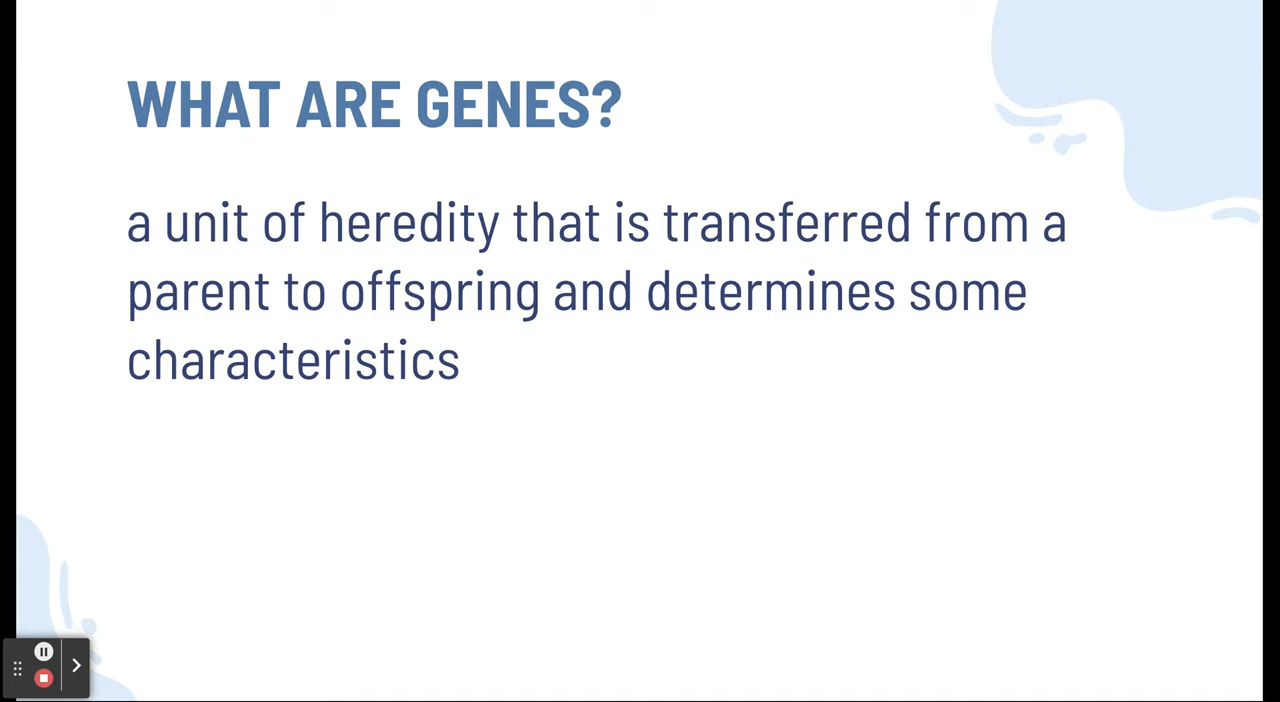 WHAT ARE GENES?
a unit of heredity that is transferred from a
parent to offspring and determines some
characteristics